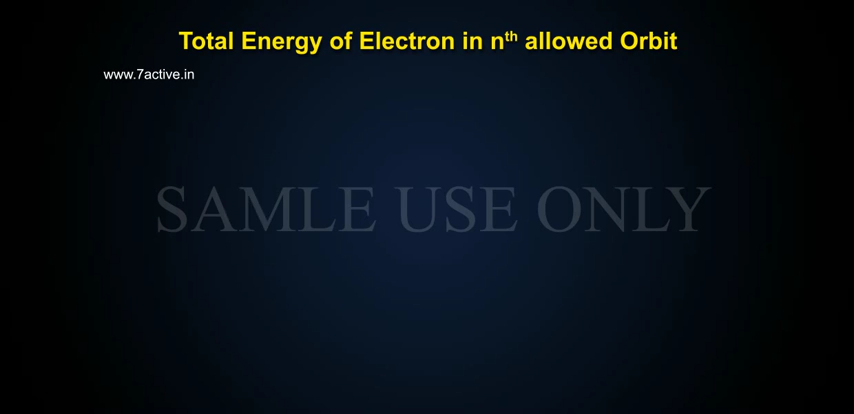 Total Energy of Electron in nth allowed Orbit
www.7active.in
SAMLE USE ONLY